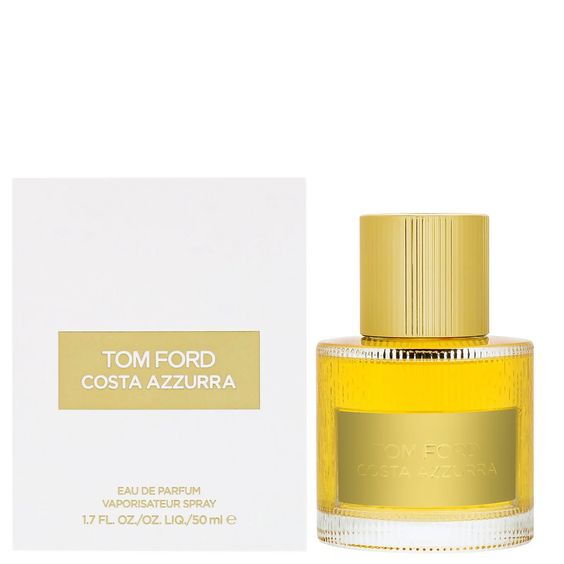 TOM FORD
COSTA AZZURRA
EAU DE PARFUM
VAPORISATEUR SPRAY
1.7 FL. OZ./OZ. LIQ./50 ml ℮
TOM FORD
COSTA AZZURRA